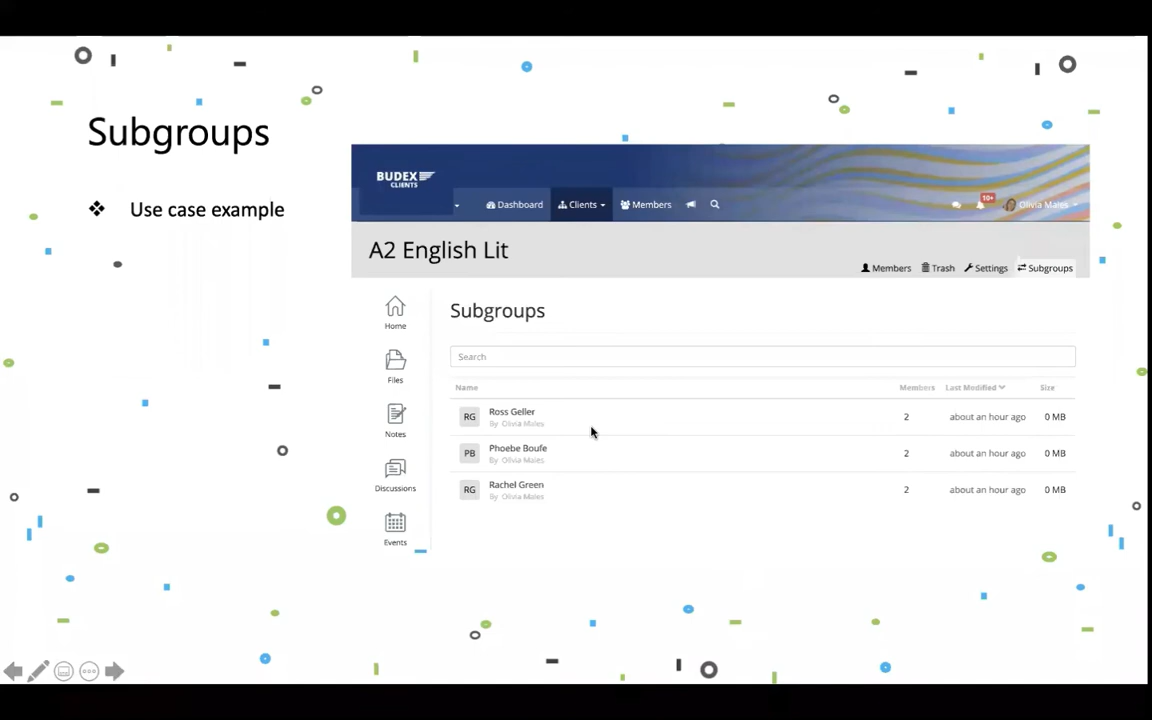 Subgroups
Use case example
BUDEX
CLIENTS
Dashboard Clients Members
10+
Olivia Males
A2 English Lit
Members Trash Settings Subgroups
Home
Files
Notes
Discussions
Events
Subgroups
Search
Name Members Last Modified Size
RG Ross Geller 2 about an hour ago 0 MB
By Olivia Males
PB Phoebe Boufe 2 about an hour ago 0 MB
By Olivia Males
RG Rachel Green 2 about an hour ago 0 MB
By Olivia Males